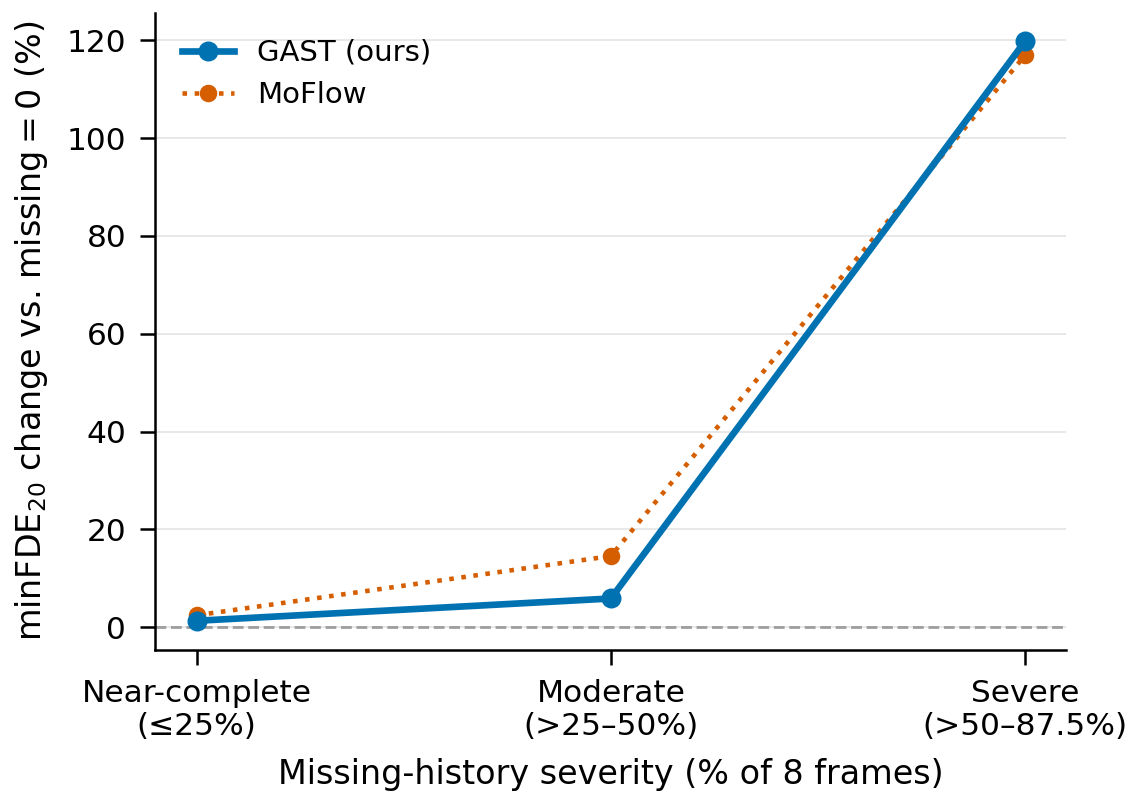 minFDE₂₀ change vs. missing = 0 (%)
120
100
80
60
40
20
0
GAST (ours)
MoFlow
Near-complete
(≤25%)
Moderate
(>25–50%)
Severe
(>50–87.5%)
Missing-history severity (% of 8 frames)